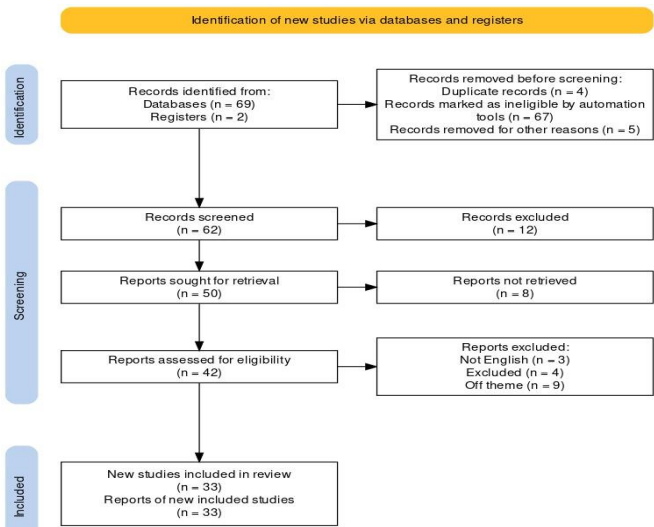 Identification of new studies via databases and registers
Identification
Records identified from:
Databases (n = 69)
Registers (n = 2)
Records removed before screening:
Duplicate records (n = 4)
Records marked as ineligible by automation
tools (n = 67)
Records removed for other reasons (n = 5)
Screening
Records screened
(n = 62)
Records excluded
(n = 12)
Reports sought for retrieval
(n = 50)
Reports not retrieved
(n = 8)
Reports assessed for eligibility
(n = 42)
Reports excluded:
Not English (n = 3)
Excluded (n = 4)
Off theme (n = 9)
Included
New studies included in review
(n = 33)
Reports of new included studies
(n = 33)